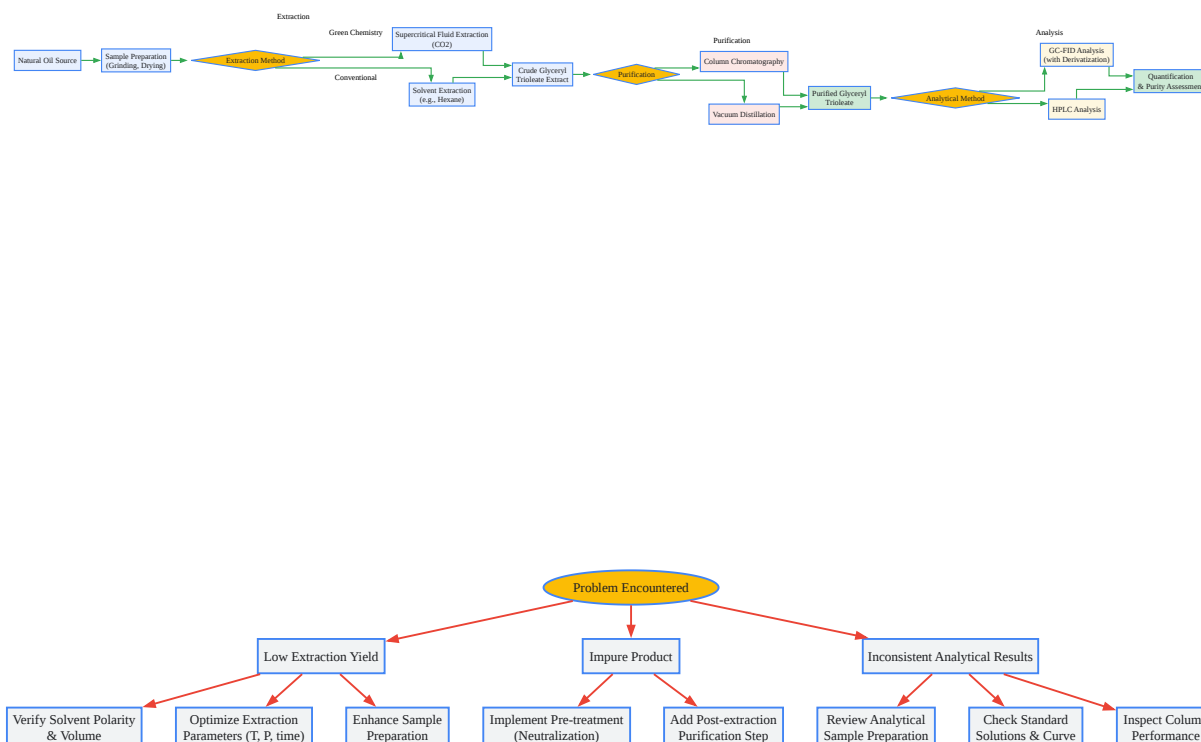 Extraction
Green Chemistry
Conventional
Natural Oil Source
Sample Preparation
(Grinding, Drying)
Extraction Method
Supercritical Fluid Extraction
(CO2)
Solvent Extraction
(e.g., Hexane)
Crude Glyceryl
Trioleate Extract
Purification
Purification
Column Chromatography
Vacuum Distillation
Purified Glyceryl
Trioleate
Analysis
Analytical Method
GC-FID Analysis
(with Derivatization)
HPLC Analysis
Quantification
& Purity Assessment
Problem Encountered
Low Extraction Yield
Impure Product
Inconsistent Analytical Results
Verify Solvent Polarity
& Volume
Optimize Extraction
Parameters (T, P, time)
Enhance Sample
Preparation
Implement Pre-treatment
(Neutralization)
Add Post-extraction
Purification Step
Review Analytical
Sample Preparation
Check Standard
Solutions & Curve
Inspect Column
Performance